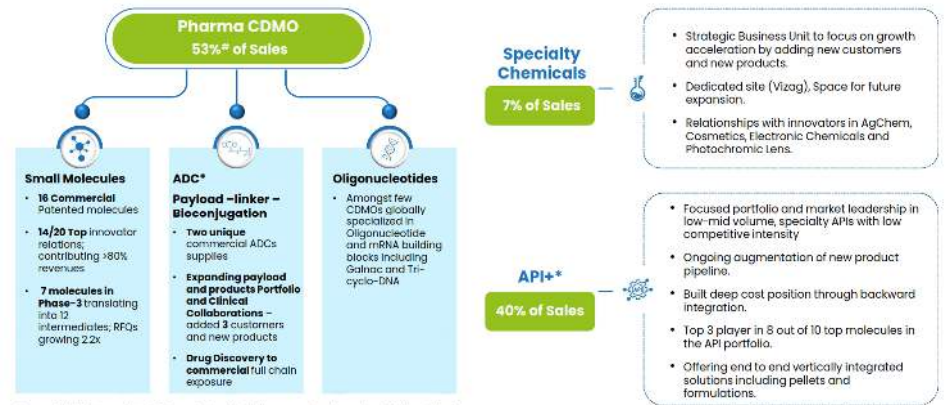 Pharma CDMO
53%# of Sales
Small Molecules
• 16 Commercial
Patented molecules
• 14/20 Top innovator
relations;
contributing >80%
revenues
• 7 molecules in
Phase-3 translating
into 12
intermediates; RFQs
growing 2.2x
ADC*
Payload –linker –
Bioconjugation
• Two unique
commercial ADCs
supplies
• Expanding payload
and products Portfolio
and Clinical
Collaborations –
added 3 customers
and new products
• Drug Discovery to
commercial full chain
exposure
Oligonucleotides
• Amongst few
CDMOs globally
specialized in
Oligonucleotide
and mRNA building
blocks including
Galnac and Tri-
cyclo-DNA
Specialty
Chemicals
7% of Sales
• Strategic Business Unit to focus on growth
acceleration by adding new customers
and new products.
• Dedicated site (Vizag), Space for future
expansion.
• Relationships with innovators in AgChem,
Cosmetics, Electronic Chemicals and
Photochromic Lens.
API+*
40% of Sales
• Focused portfolio and market leadership in
low-mid volume, specialty APIs with low
competitive intensity
• Ongoing augmentation of new product
pipeline.
• Built deep cost position through backward
integration.
• Top 3 player in 8 out of 10 top molecules in
the API portfolio.
• Offering end to end vertically integrated
solutions including pellets and
formulations.